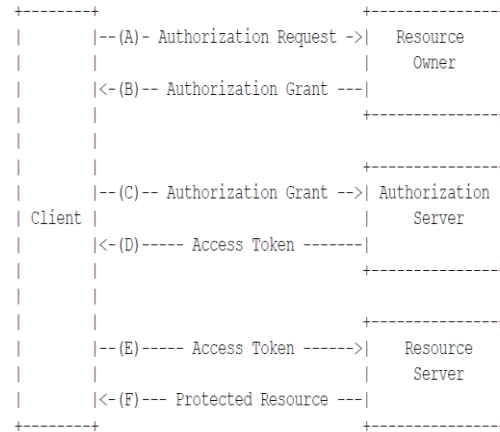 --(A)- Authorization Request ->| Resource
Owner
<-(B)-- Authorization Grant ---
--(C)-- Authorization Grant -->| Authorization
Client Server
<-(D)----- Access Token -------
--(E)----- Access Token ------>| Resource
Server
<-(F)--- Protected Resource ---